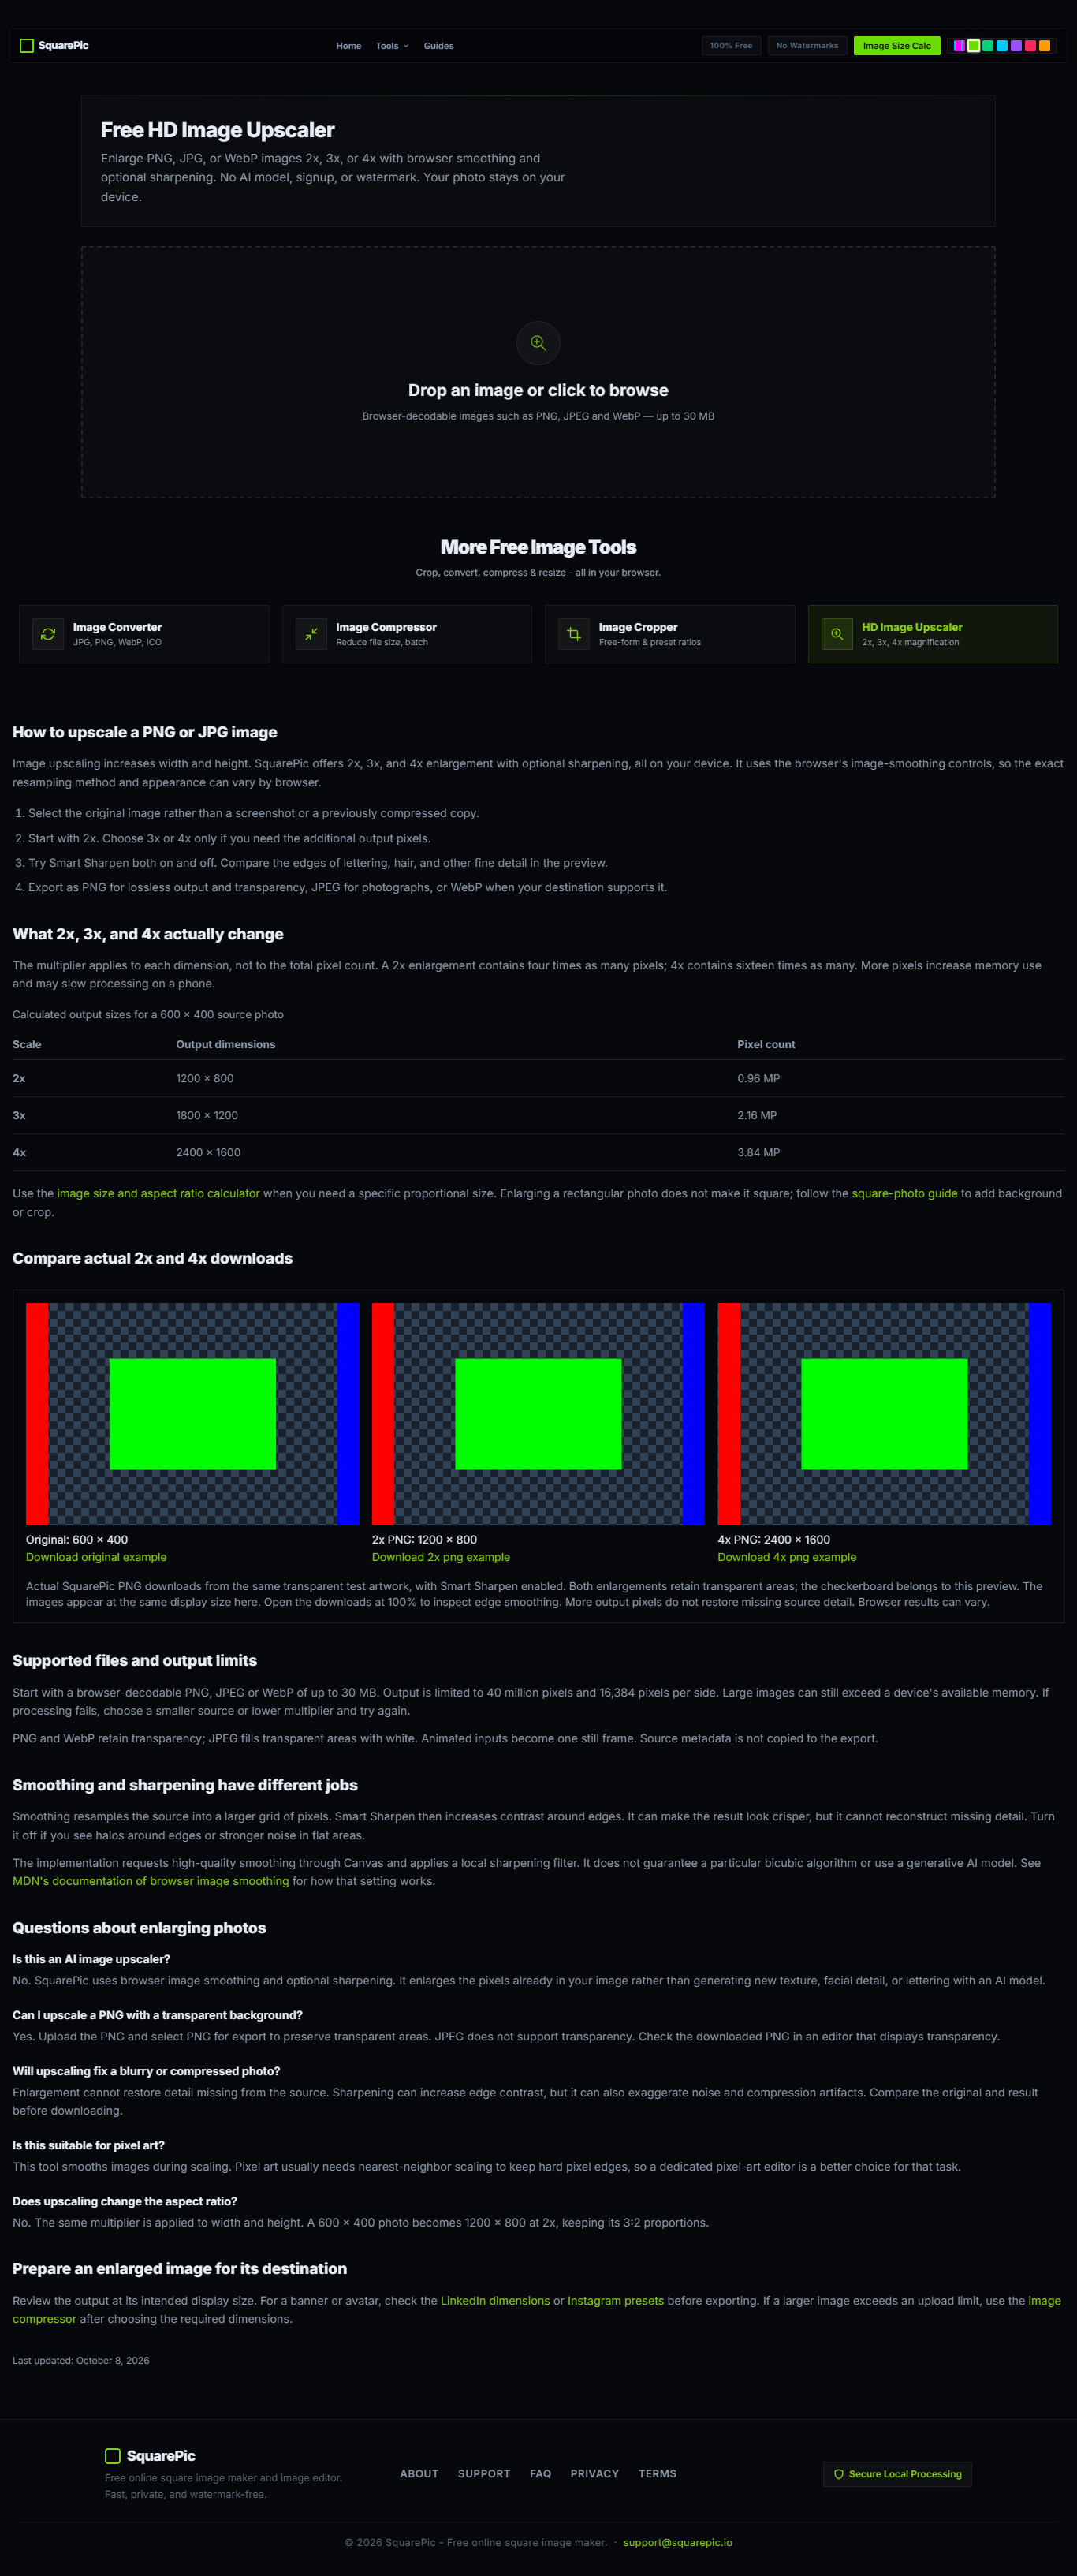 SquarePic
Home
Tools
Guides
100% Free
No Watermarks
Image Size Calc
Free HD Image Upscaler
Enlarge PNG, JPG, or WebP images 2x, 3x, or 4x with browser smoothing and
optional sharpening. No AI model, signup, or watermark. Your photo stays on your
device.
Drop an image or click to browse
Browser-decodable images such as PNG, JPEG and WebP — up to 30 MB
More Free Image Tools
Crop, convert, compress & resize - all in your browser.
Image Converter
JPG, PNG, WebP, ICO
Image Compressor
Reduce file size, batch
Image Cropper
Free-form & preset ratios
HD Image Upscaler
2x, 3x, 4x magnification
How to upscale a PNG or JPG image
Image upscaling increases width and height. SquarePic offers 2x, 3x, and 4x enlargement with optional sharpening, all on your device. It uses the browser's image-smoothing controls, so the exact
resampling method and appearance can vary by browser.
1. Select the original image rather than a screenshot or a previously compressed copy.
2. Start with 2x. Choose 3x or 4x only if you need the additional output pixels.
3. Try Smart Sharpen both on and off. Compare the edges of lettering, hair, and other fine detail in the preview.
4. Export as PNG for lossless output and transparency, JPEG for photographs, or WebP when your destination supports it.
What 2x, 3x, and 4x actually change
The multiplier applies to each dimension, not to the total pixel count. A 2x enlargement contains four times as many pixels; 4x contains sixteen times as many. More pixels increase memory use
and may slow processing on a phone.
Calculated output sizes for a 600 × 400 source photo
Scale Output dimensions Pixel count
2x 1200 × 800 0.96 MP
3x 1800 × 1200 2.16 MP
4x 2400 × 1600 3.84 MP
Use the image size and aspect ratio calculator when you need a specific proportional size. Enlarging a rectangular photo does not make it square; follow the square-photo guide to add background
or crop.
Compare actual 2x and 4x downloads
Original: 600 × 400
Download original example
2x PNG: 1200 × 800
Download 2x png example
4x PNG: 2400 × 1600
Download 4x png example
Actual SquarePic PNG downloads from the same transparent test artwork, with Smart Sharpen enabled. Both enlargements retain transparent areas; the checkerboard belongs to this preview. The
images appear at the same display size here. Open the downloads at 100% to inspect edge smoothing. More output pixels do not restore missing source detail. Browser results can vary.
Supported files and output limits
Start with a browser-decodable PNG, JPEG or WebP of up to 30 MB. Output is limited to 40 million pixels and 16,384 pixels per side. Large images can still exceed a device's available memory. If
processing fails, choose a smaller source or lower multiplier and try again.
PNG and WebP retain transparency; JPEG fills transparent areas with white. Animated inputs become one still frame. Source metadata is not copied to the export.
Smoothing and sharpening have different jobs
Smoothing resamples the source into a larger grid of pixels. Smart Sharpen then increases contrast around edges. It can make the result look crisper, but it cannot reconstruct missing detail. Turn
it off if you see halos around edges or stronger noise in flat areas.
The implementation requests high-quality smoothing through Canvas and applies a local sharpening filter. It does not guarantee a particular bicubic algorithm or use a generative AI model. See
MDN's documentation of browser image smoothing for how that setting works.
Questions about enlarging photos
Is this an AI image upscaler?
No. SquarePic uses browser image smoothing and optional sharpening. It enlarges the pixels already in your image rather than generating new texture, facial detail, or lettering with an AI model.
Can I upscale a PNG with a transparent background?
Yes. Upload the PNG and select PNG for export to preserve transparent areas. JPEG does not support transparency. Check the downloaded PNG in an editor that displays transparency.
Will upscaling fix a blurry or compressed photo?
Enlargement cannot restore detail missing from the source. Sharpening can increase edge contrast, but it can also exaggerate noise and compression artifacts. Compare the original and result
before downloading.
Is this suitable for pixel art?
This tool smooths images during scaling. Pixel art usually needs nearest-neighbor scaling to keep hard pixel edges, so a dedicated pixel-art editor is a better choice for that task.
Does upscaling change the aspect ratio?
No. The same multiplier is applied to width and height. A 600 × 400 photo becomes 1200 × 800 at 2x, keeping its 3:2 proportions.
Prepare an enlarged image for its destination
Review the output at its intended display size. For a banner or avatar, check the LinkedIn dimensions or Instagram presets before exporting. If a larger image exceeds an upload limit, use the image
compressor after choosing the required dimensions.
Last updated: October 8, 2026
SquarePic
Free online square image maker and image editor.
Fast, private, and watermark-free.
ABOUT
SUPPORT
FAQ
PRIVACY
TERMS
Secure Local Processing
© 2026 SquarePic - Free online square image maker. · support@squarepic.io